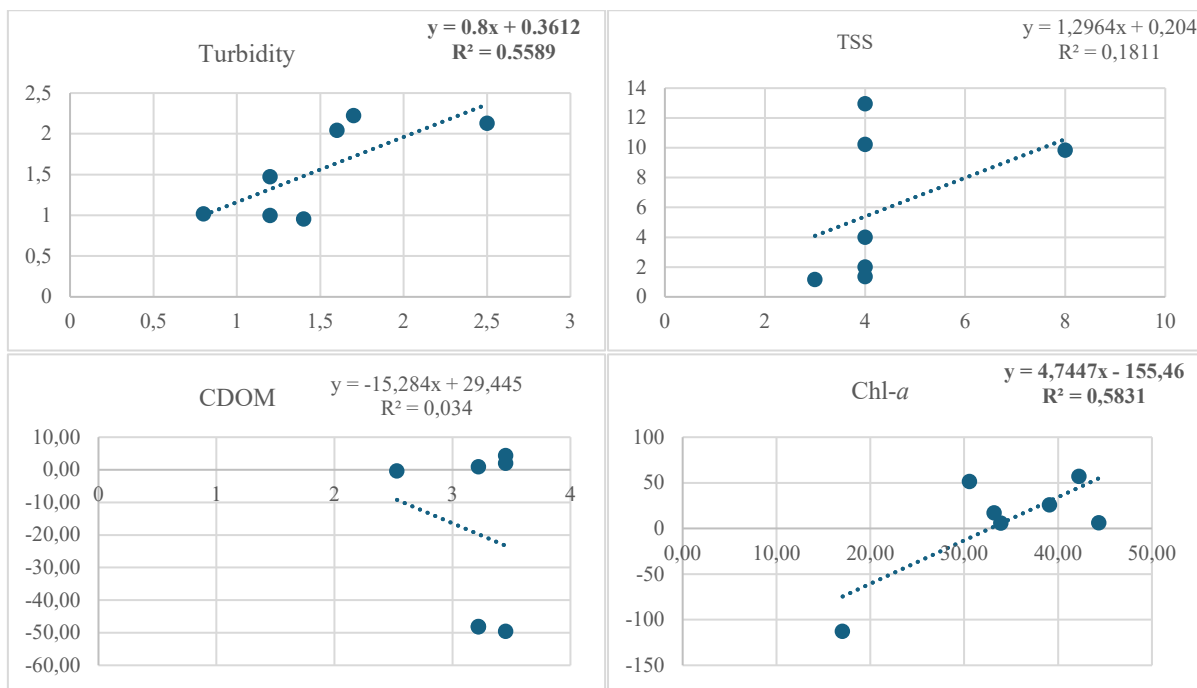 Turbidity
y = 0.8x + 0.3612
R² = 0.5589
2,5
2
1,5
1
0,5
0
0 0,5 1 1,5 2 2,5 3
TSS
y = 1,2964x + 0,204
R² = 0,1811
14
12
10
8
6
4
2
0
0 2 4 6 8 10
CDOM
y = -15,284x + 29,445
R² = 0,034
10,00
0,00
-10,00
-20,00
-30,00
-40,00
-50,00
-60,00
0 1 2 3 4
Chl-a
y = 4,7447x - 155,46
R² = 0,5831
100
50
0
-50
-100
-150
0,00 10,00 20,00 30,00 40,00 50,00